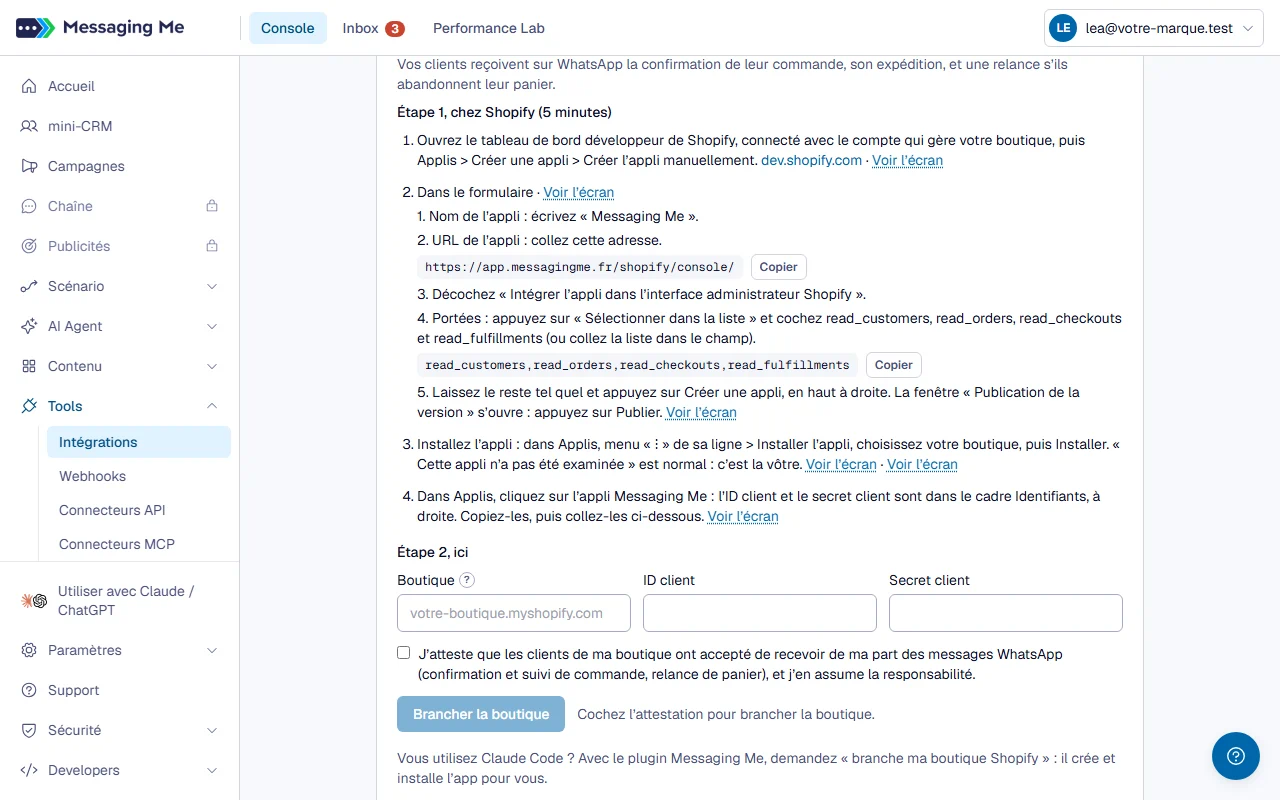 Messaging Me
Console
Inbox 3
Performance Lab
LE lea@votre-marque.test
Accueil
mini-CRM
Campagnes
Chaîne
Publicités
Scénario
AI Agent
Contenu
Tools
Intégrations
Webhooks
Connecteurs API
Connecteurs MCP
Utiliser avec Claude /
ChatGPT
Paramètres
Support
Sécurité
Developers
Vos clients reçoivent sur WhatsApp la confirmation de leur commande, son expédition, et une relance s’ils
abandonnent leur panier.
Étape 1, chez Shopify (5 minutes)
1. Ouvrez le tableau de bord développeur de Shopify, connecté avec le compte qui gère votre boutique, puis
Applis > Créer une appli > Créer l’appli manuellement. dev.shopify.com · Voir l’écran
2. Dans le formulaire · Voir l’écran
1. Nom de l’appli : écrivez « Messaging Me ».
2. URL de l’appli : collez cette adresse.
https://app.messagingme.fr/shopify/console/ Copier
3. Décochez « Intégrer l’appli dans l’interface administrateur Shopify ».
4. Portées : appuyez sur « Sélectionner dans la liste » et cochez read_customers, read_orders, read_checkouts
et read_fulfillments (ou collez la liste dans le champ).
read_customers,read_orders,read_checkouts,read_fulfillments Copier
5. Laissez le reste tel quel et appuyez sur Créer une appli, en haut à droite. La fenêtre « Publication de la
version » s’ouvre : appuyez sur Publier. Voir l’écran
3. Installez l’appli : dans Applis, menu « ⋮ » de sa ligne > Installer l’appli, choisissez votre boutique, puis Installer. «
Cette appli n’a pas été examinée » est normal : c’est la vôtre. Voir l’écran · Voir l’écran
4. Dans Applis, cliquez sur l’appli Messaging Me : l’ID client et le secret client sont dans le cadre Identifiants, à
droite. Copiez-les, puis collez-les ci-dessous. Voir l’écran
Étape 2, ici
Boutique ? ID client Secret client
votre-boutique.myshopify.com
J’atteste que les clients de ma boutique ont accepté de recevoir de ma part des messages WhatsApp
(confirmation et suivi de commande, relance de panier), et j’en assume la responsabilité.
Brancher la boutique Cochez l’attestation pour brancher la boutique.
Vous utilisez Claude Code ? Avec le plugin Messaging Me, demandez « branche ma boutique Shopify » : il crée et
installe l’app pour vous.